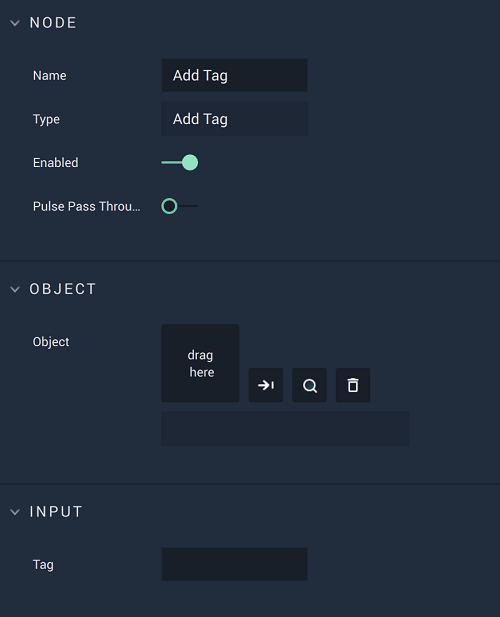 NODE
Name
Add Tag
Type
Add Tag
Enabled
Pulse Pass Throu...
OBJECT
Object
drag
here
INPUT
Tag